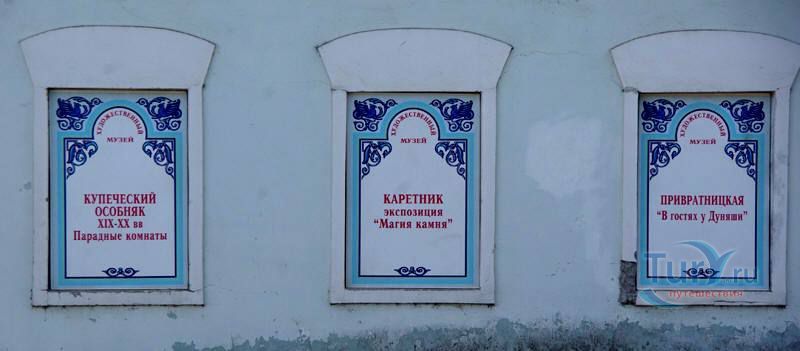 ХУДОЖЕСТВЕННЫЙ
МУЗЕЙ
КУПЕЧЕСКИЙ
ОСОБНЯК
XIX-XX вв
Парадные комнаты
ХУДОЖЕСТВЕННЫЙ
МУЗЕЙ
КАРЕТНИК
экспозиция
“Магия камня”
ХУДОЖЕСТВЕННЫЙ
МУЗЕЙ
ПРИВРАТНИЦКАЯ
“В гостях у Дуняши”
Tury.ru
путешествия